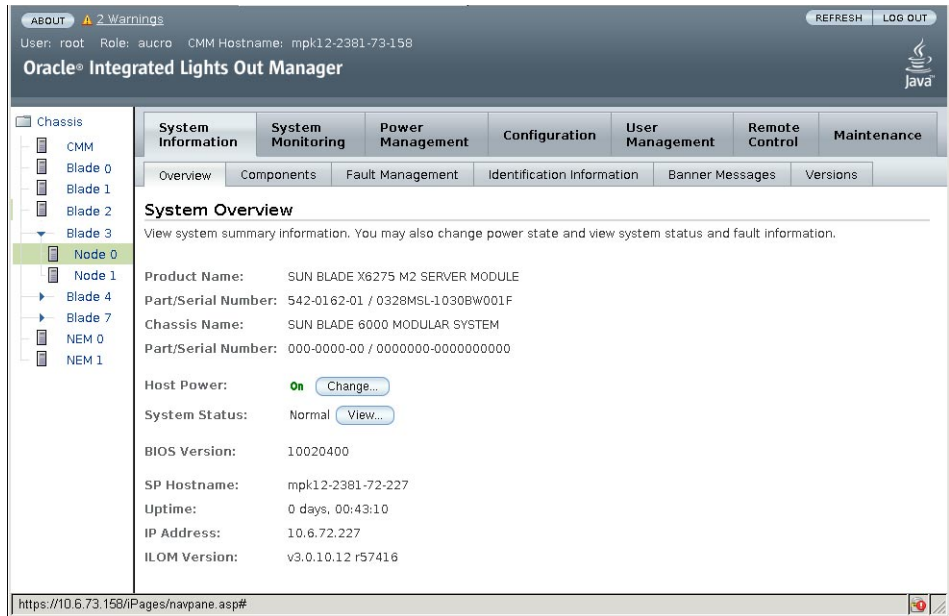 ABOUT 2 Warnings REFRESH LOG OUT
User: root Role: aucro CMM Hostname: mpk12-2381-73-158
Oracle® Integrated Lights Out Manager
Java™
Chassis
CMM
Blade 0
Blade 1
Blade 2
Blade 3
Node 0
Node 1
Blade 4
Blade 7
NEM 0
NEM 1
System Information System Monitoring Power Management Configuration User Management Remote Control Maintenance
Overview Components Fault Management Identification Information Banner Messages Versions
System Overview
View system summary information. You may also change power state and view system status and fault information.
Product Name: SUN BLADE X6275 M2 SERVER MODULE
Part/Serial Number: 542-0162-01 / 0328MSL-1030BW001F
Chassis Name: SUN BLADE 6000 MODULAR SYSTEM
Part/Serial Number: 000-0000-00 / 0000000-0000000000
Host Power: On Change...
System Status: Normal View...
BIOS Version: 10020400
SP Hostname: mpk12-2381-72-227
Uptime: 0 days, 00:43:10
IP Address: 10.6.72.227
ILOM Version: v3.0.10.12 r57416
https://10.6.73.158/iPages/navpane.asp#